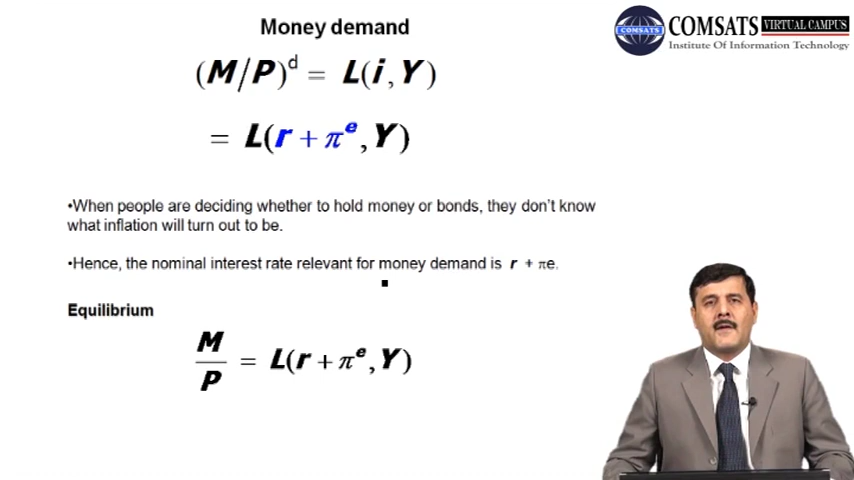 Money demand
COMSATS VIRTUAL CAMPUS
COMSATS
Institute Of Information Technology
(M/P)ᵈ = L(i, Y)
= L(r + πᵉ, Y)
•When people are deciding whether to hold money or bonds, they don't know
what inflation will turn out to be.
•Hence, the nominal interest rate relevant for money demand is r + πe.
Equilibrium
M/P = L(r + πᵉ, Y)